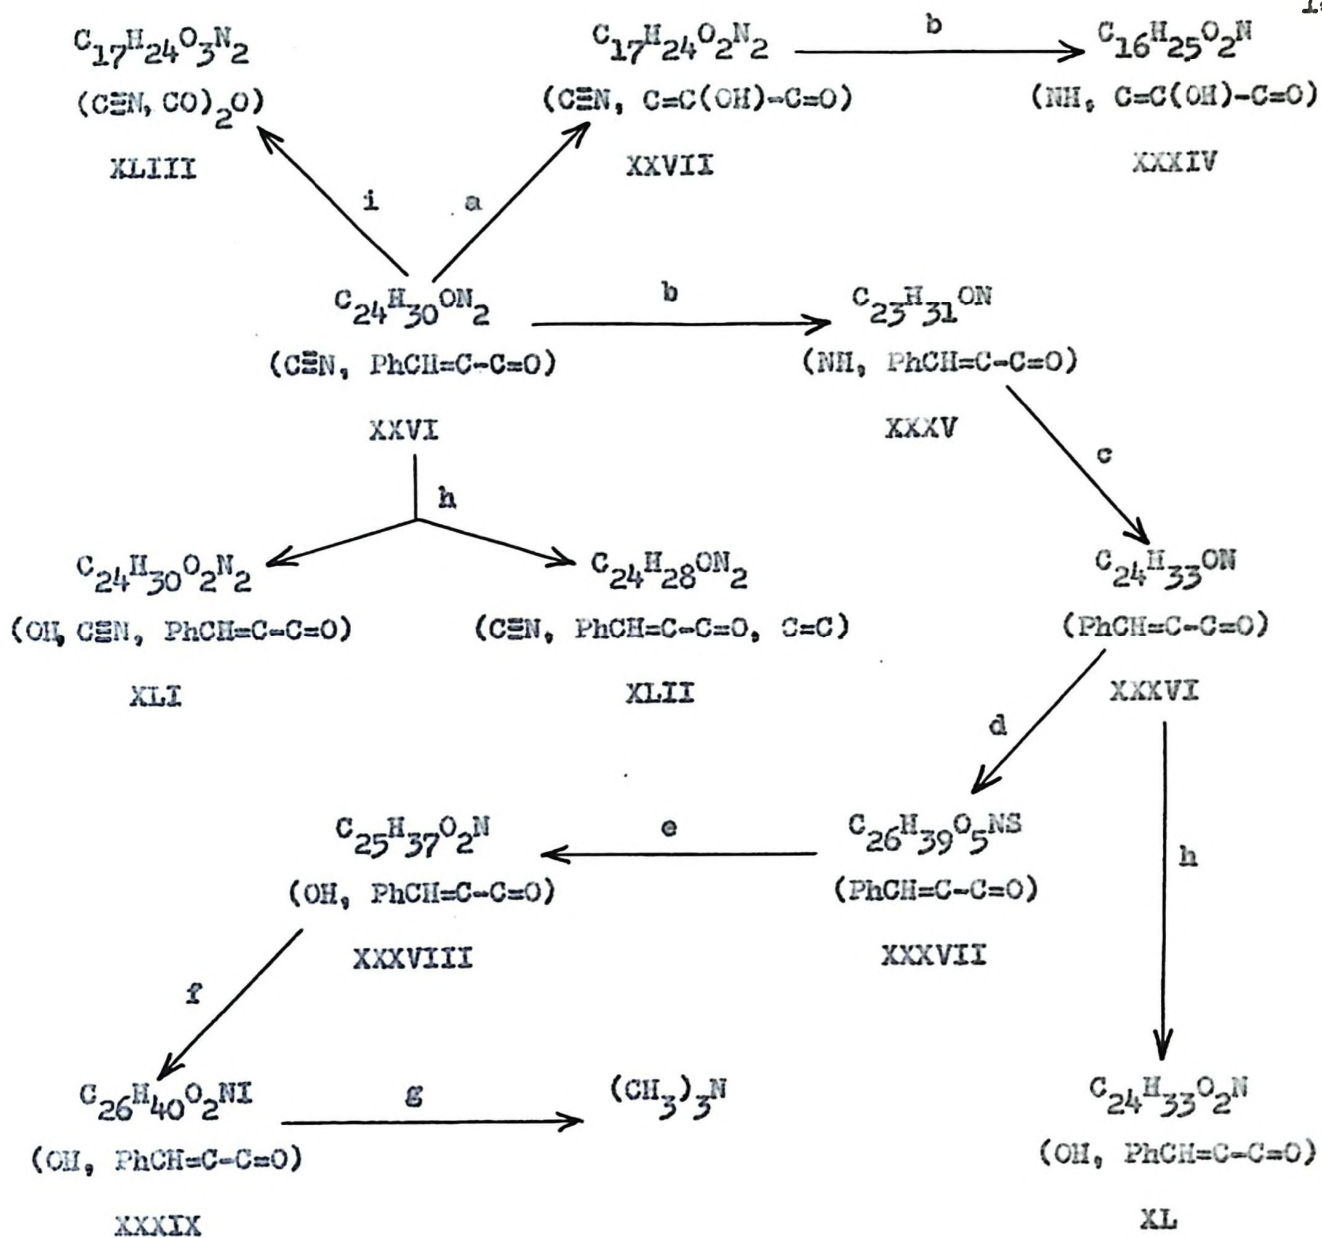 C17H24O3N2 C17H24O2N2 b C16H25O2N
(C≡N, CO)2O) (C≡N, C=C(OH)-C=O) (NH, C=C(OH)-C=O)
XLIII XXVII XXXIV
i a
C24H30ON2 b C23H31ON
(C≡N, PhCH=C-C=O) (NH, PhCH=C-C=O)
XXVI XXXV
c
h
C24H30O2N2 C24H28ON2 C24H33ON
(OH, C≡N, PhCH=C-C=O) (C≡N, PhCH=C-C=O, C=C) (PhCH=C-C=O)
XLI XLII XXXVI
d
C25H37O2N e C26H39O5NS h
(OH, PhCH=C-C=O) (PhCH=C-C=O)
XXXVIII XXXVII
f
C26H40O2NI g (CH3)3N C24H33O2N
(OH, PhCH=C-C=O) (OH, PhCH=C-C=O)
XXXIX XL